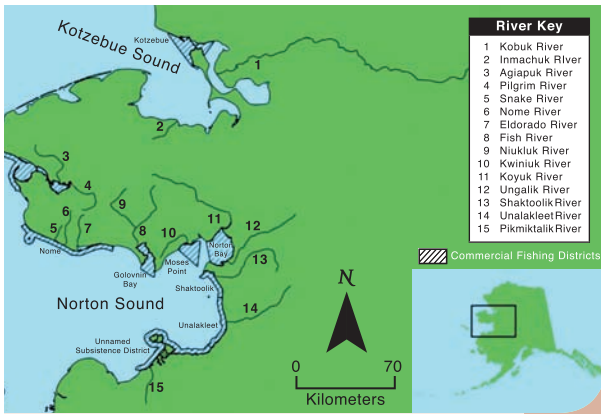 Kotzebue
Kotzebue Sound
1
2
3
4
5
6
7
8
9
10
11
12
13
14
15
Nome
Golovnin
Bay
Moses
Point
Norton
Bay
Shaktoolik
Norton Sound
Unalakleet
Unnamed
Subsistence District
N
0 70
Kilometers
River Key
1 Kobuk River
2 Inmachuk RIver
3 Agiapuk River
4 Pilgrim River
5 Snake River
6 Nome River
7 Eldorado River
8 Fish River
9 Niukluk River
10 Kwiniuk River
11 Koyuk River
12 Ungalik River
13 Shaktoolik River
14 Unalakleet River
15 Pikmiktalik River
Commercial Fishing Districts